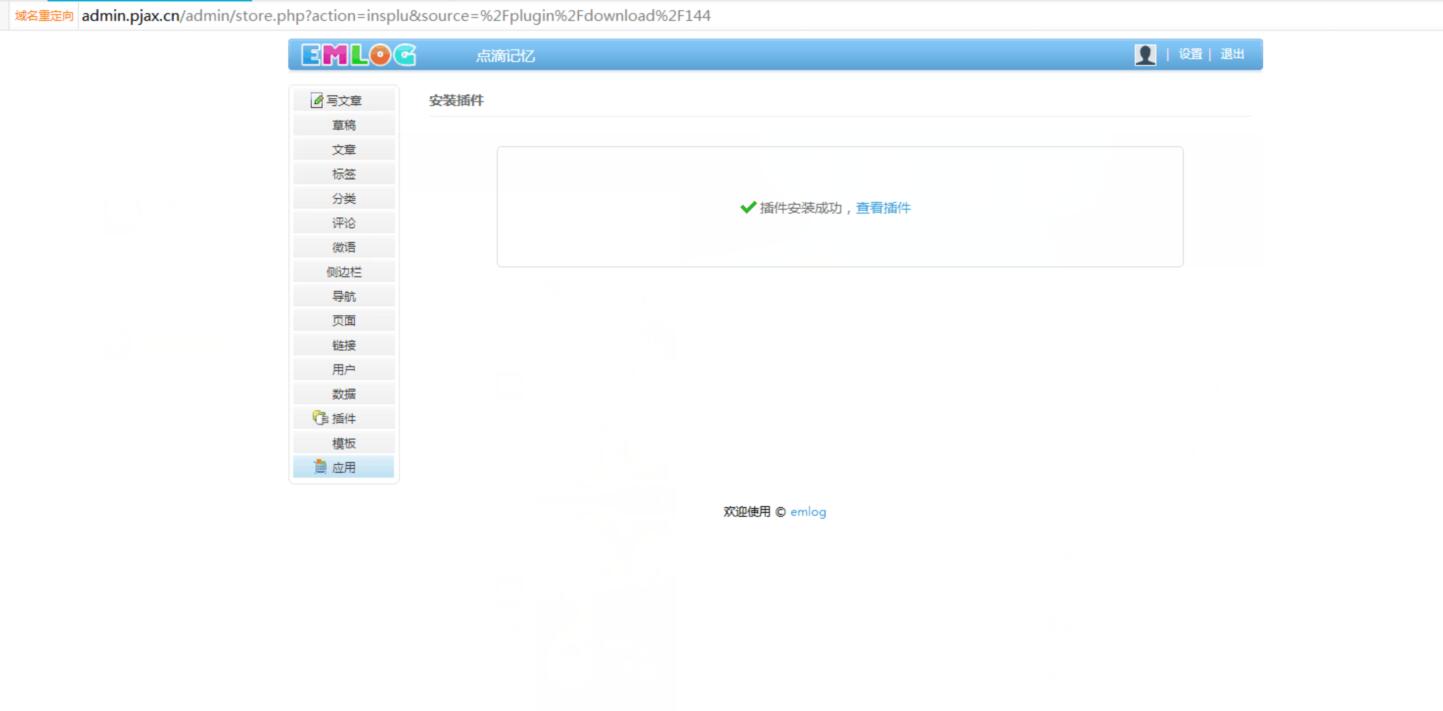 域名重定向 admin.pjax.cn/admin/store.php?action=insplu&source=%2Fplugin%2Fdownload%2F144
EMLOG 点滴记忆 | 设置 | 退出
写文章
草稿
文章
标签
分类
评论
微语
侧边栏
导航
页面
链接
用户
数据
插件
模板
应用
安装插件
插件安装成功，查看插件
欢迎使用 © emlog